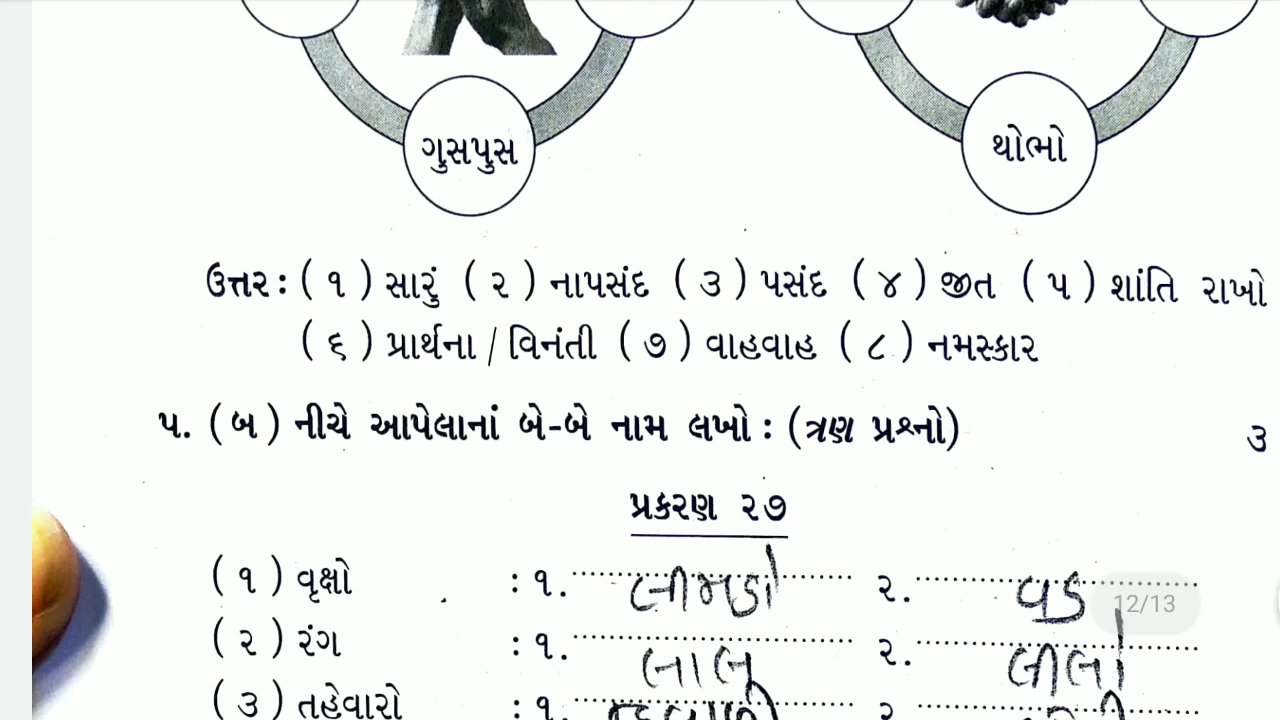 ગુસપુસ થોભો
ઉત્તર : ( ૧ ) સારું ( ૨ ) નાપસંદ ( ૩ ) પસંદ ( ૪ ) જીત ( ૫ ) શાંતિ રાખો
( ૬ ) પ્રાર્થના / વિનંતી ( ૭ ) વાહવાહ ( ૮ ) નમસ્કાર
૫. ( બ ) નીચે આપેલાનાં બે-બે નામ લખો : (ત્રણ પ્રશ્નો) ૩
પ્રકરણ ૨૭
( ૧ ) વૃક્ષો : ૧. લીમડો ૨. વડ
12/13
( ૨ ) રંગ : ૧. લાલ ૨. લીલો
( ૩ ) તહેવારો : ૧. ૨.